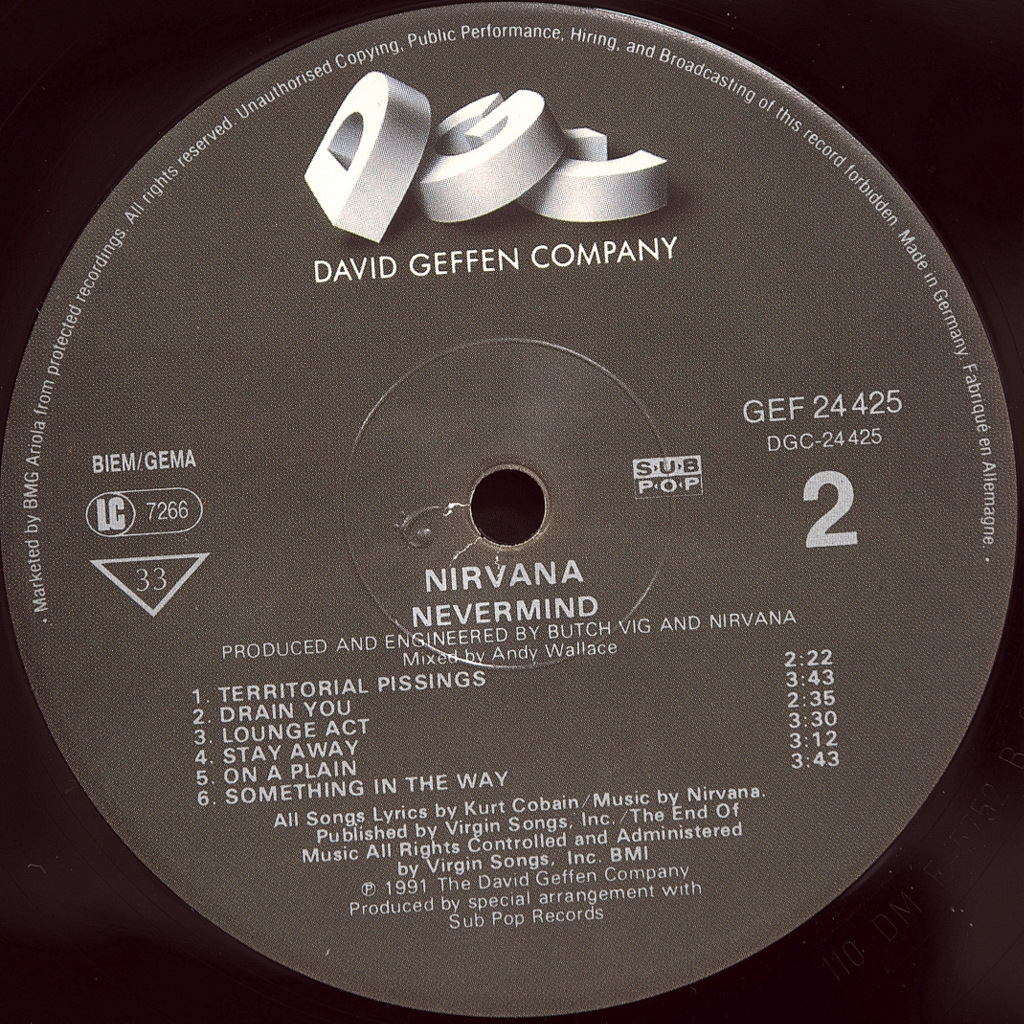 · Marketed by BMG Ariola from protected recordings. All rights reserved. Unauthorised Copying, Public Performance, Hiring, and Broadcasting of this record forbidden. Made in Germany. Fabriqué en Allemagne. ·
DGC
DAVID GEFFEN COMPANY
GEF 24 425
DGC-24 425
BIEM/GEMA
SUB
POP
2
LC 7266
33
NIRVANA
NEVERMIND
PRODUCED AND ENGINEERED BY BUTCH VIG AND NIRVANA
Mixed by Andy Wallace
1. TERRITORIAL PISSINGS 2:22
2. DRAIN YOU 3:43
3. LOUNGE ACT 2:35
4. STAY AWAY 3:30
5. ON A PLAIN 3:12
6. SOMETHING IN THE WAY 3:43
All Songs Lyrics by Kurt Cobain/Music by Nirvana.
Published by Virgin Songs, Inc./The End Of
Music All Rights Controlled and Administered
by Virgin Songs, Inc. BMI
℗ 1991 The David Geffen Company
Produced by special arrangement with
Sub Pop Records
110 DM